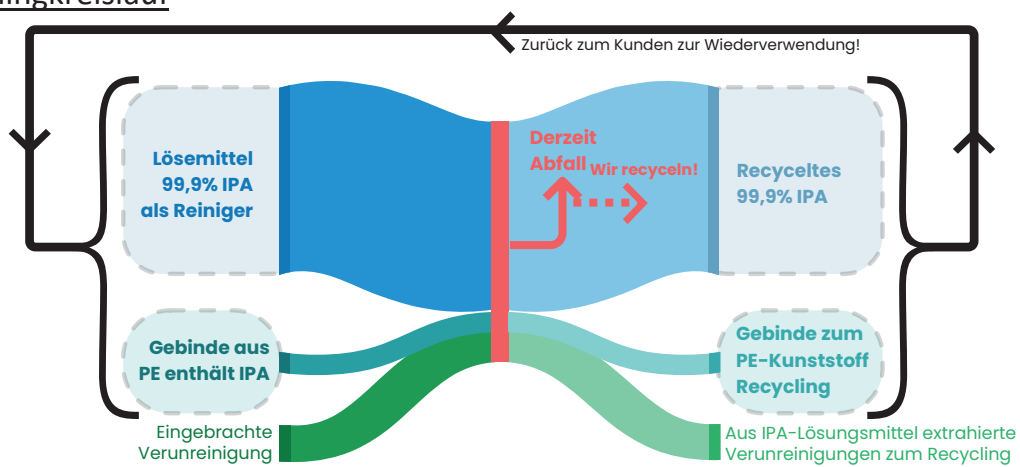 Zurück zum Kunden zur Wiederverwendung!
Lösemittel
99,9% IPA
als Reiniger
Derzeit
Abfall
Wir recyceln!
Recyceltes
99,9% IPA
Gebinde aus
PE enthält IPA
Gebinde zum
PE-Kunststoff
Recycling
Eingebrachte
Verunreinigung
Aus IPA-Lösungsmittel extrahierte
Verunreinigungen zum Recycling